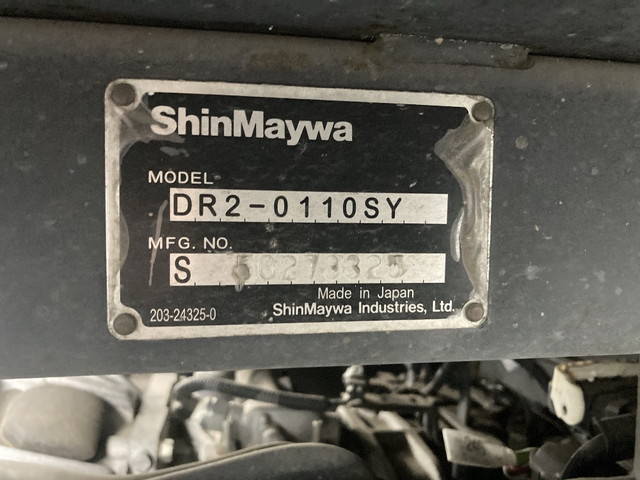 ShinMaywa
MODEL
DR2-0110SY
MFG. NO.
S
Made in Japan
203-24325-0 ShinMaywa Industries, Ltd.